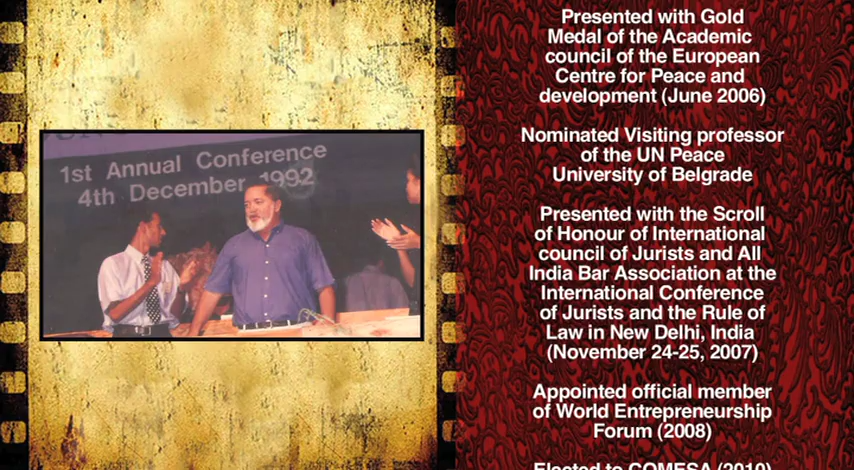 1st Annual Conference
4th December 1992
Presented with Gold
Medal of the Academic
council of the European
Centre for Peace and
development (June 2006)
Nominated Visiting professor
of the UN Peace
University of Belgrade
Presented with the Scroll
of Honour of International
council of Jurists and All
India Bar Association at the
International Conference
of Jurists and the Rule of
Law in New Delhi, India
(November 24-25, 2007)
Appointed official member
of World Entrepreneurship
Forum (2008)
Elected to COMESA (2010)